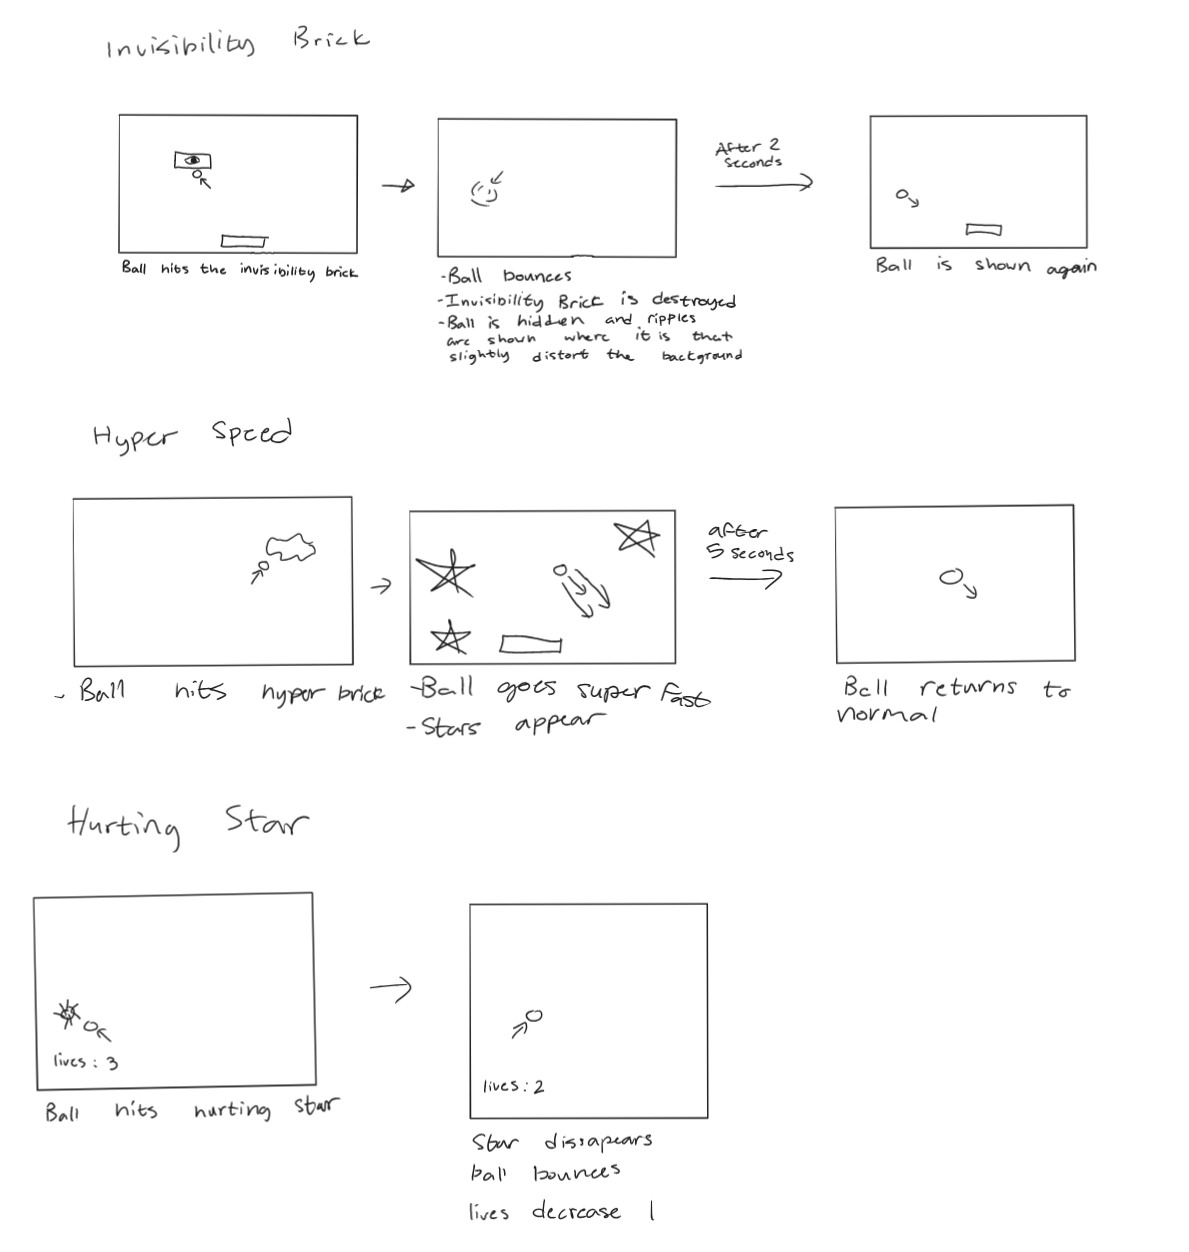 Invisibility Brick
After 2
seconds
Ball hits the invisibility brick
-Ball bounces
-Invisibility Brick is destroyed
-Ball is hidden and ripples
are shown where it is that
slightly distort the background
Ball is shown again
Hyper Speed
after
5 seconds
- Ball hits hyper brick
-Ball goes super fast
-Stars appear
Ball returns to
normal
Hurting Star
lives: 3
Ball hits hurting star
lives: 2
Star dissapears
ball bounces
lives decrease 1